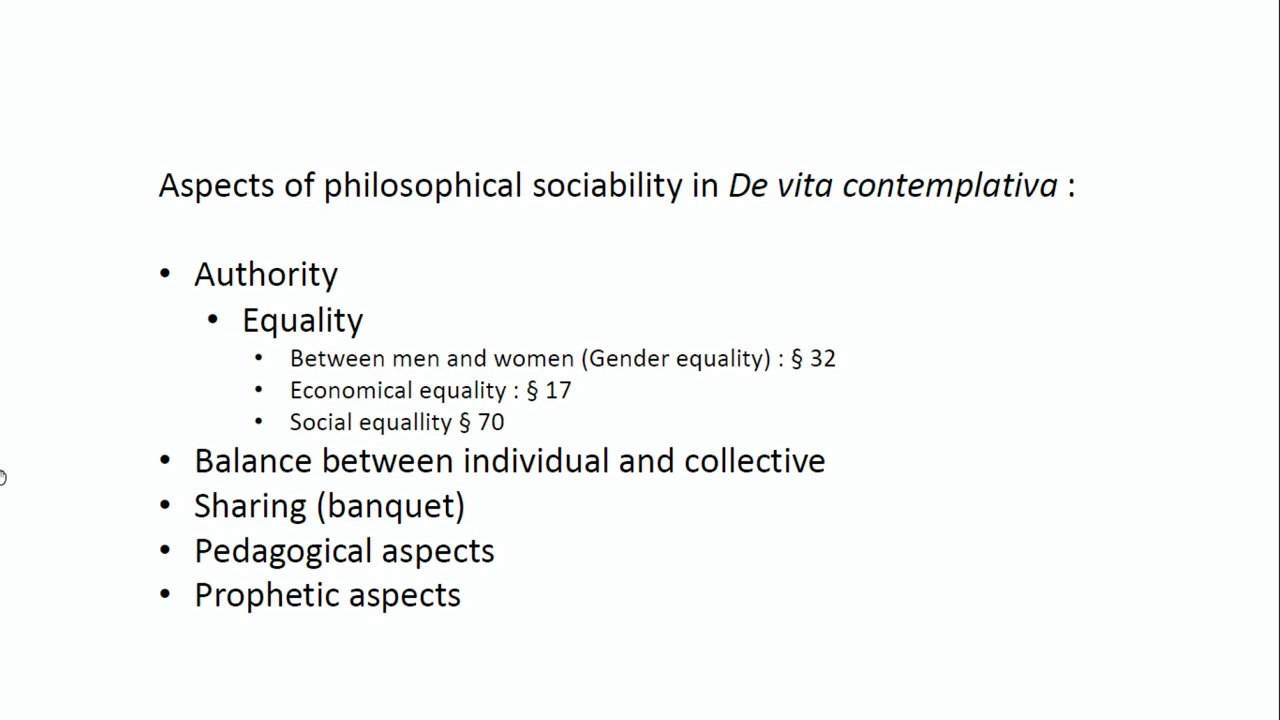 Aspects of philosophical sociability in De vita contemplativa :
• Authority
• Equality
• Between men and women (Gender equality) : § 32
• Economical equality : § 17
• Social equallity § 70
• Balance between individual and collective
• Sharing (banquet)
• Pedagogical aspects
• Prophetic aspects